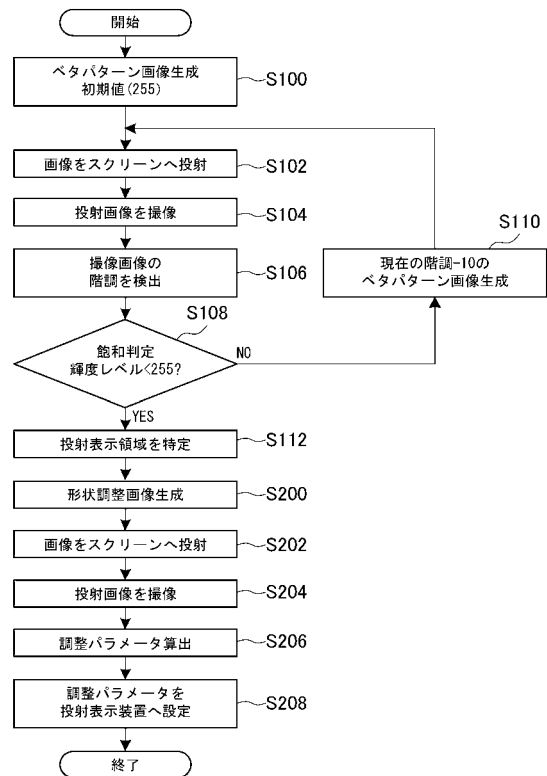 開始
ベタパターン画像生成
初期値(255)
S100
画像をスクリーンへ投射
S102
投射画像を撮像
S104
撮像画像の
階調を検出
S106
S110
現在の階調-10の
ベタパターン画像生成
S108
飽和判定
輝度レベル<255?
NO
YES
投射表示領域を特定
S112
形状調整画像生成
S200
画像をスクリーンへ投射
S202
投射画像を撮像
S204
調整パラメータ算出
S206
調整パラメータを
投射表示装置へ設定
S208
終了